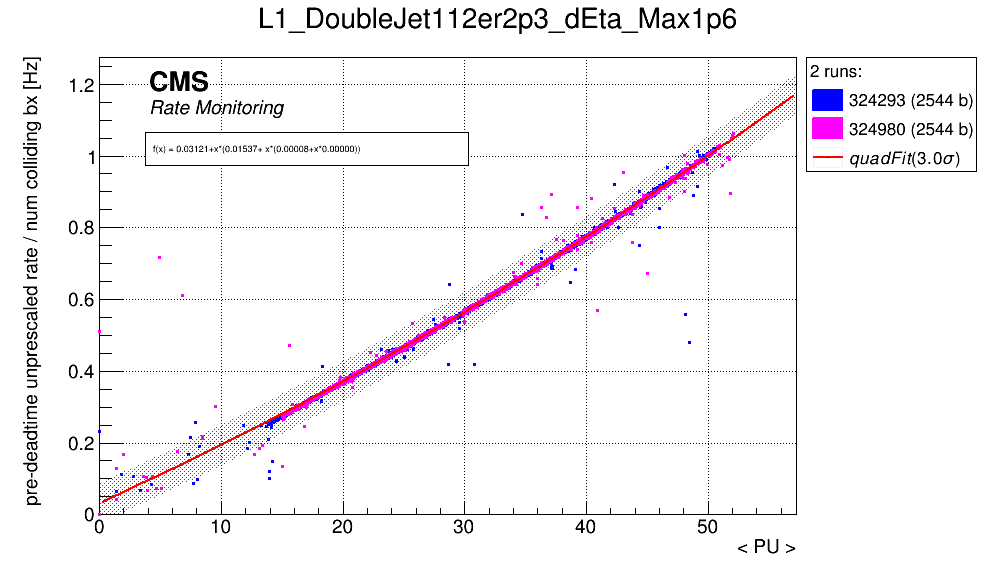 L1_DoubleJet112er2p3_dEta_Max1p6
pre-deadtime unprescaled rate / num colliding bx [Hz]
CMS
Rate Monitoring
f(x) = 0.03121+x*(0.01537+ x*(0.00008+x*0.00000))
1.2
1
0.8
0.6
0.4
0.2
0
0 10 20 30 40 50
< PU >
2 runs:
324293 (2544 b)
324980 (2544 b)
quadFit(3.0σ)